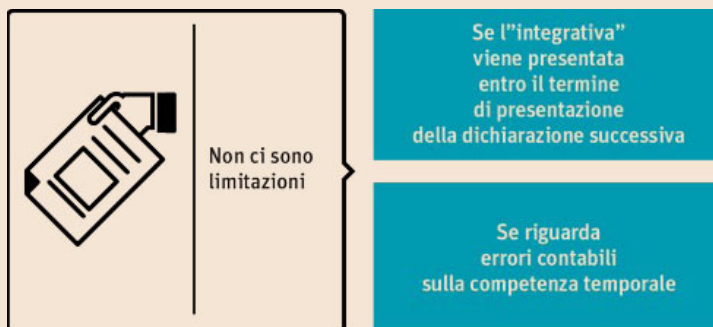 Non ci sono
limitazioni
Se l”integrativa”
viene presentata
entro il termine
di presentazione
della dichiarazione successiva
Se riguarda
errori contabili
sulla competenza temporale